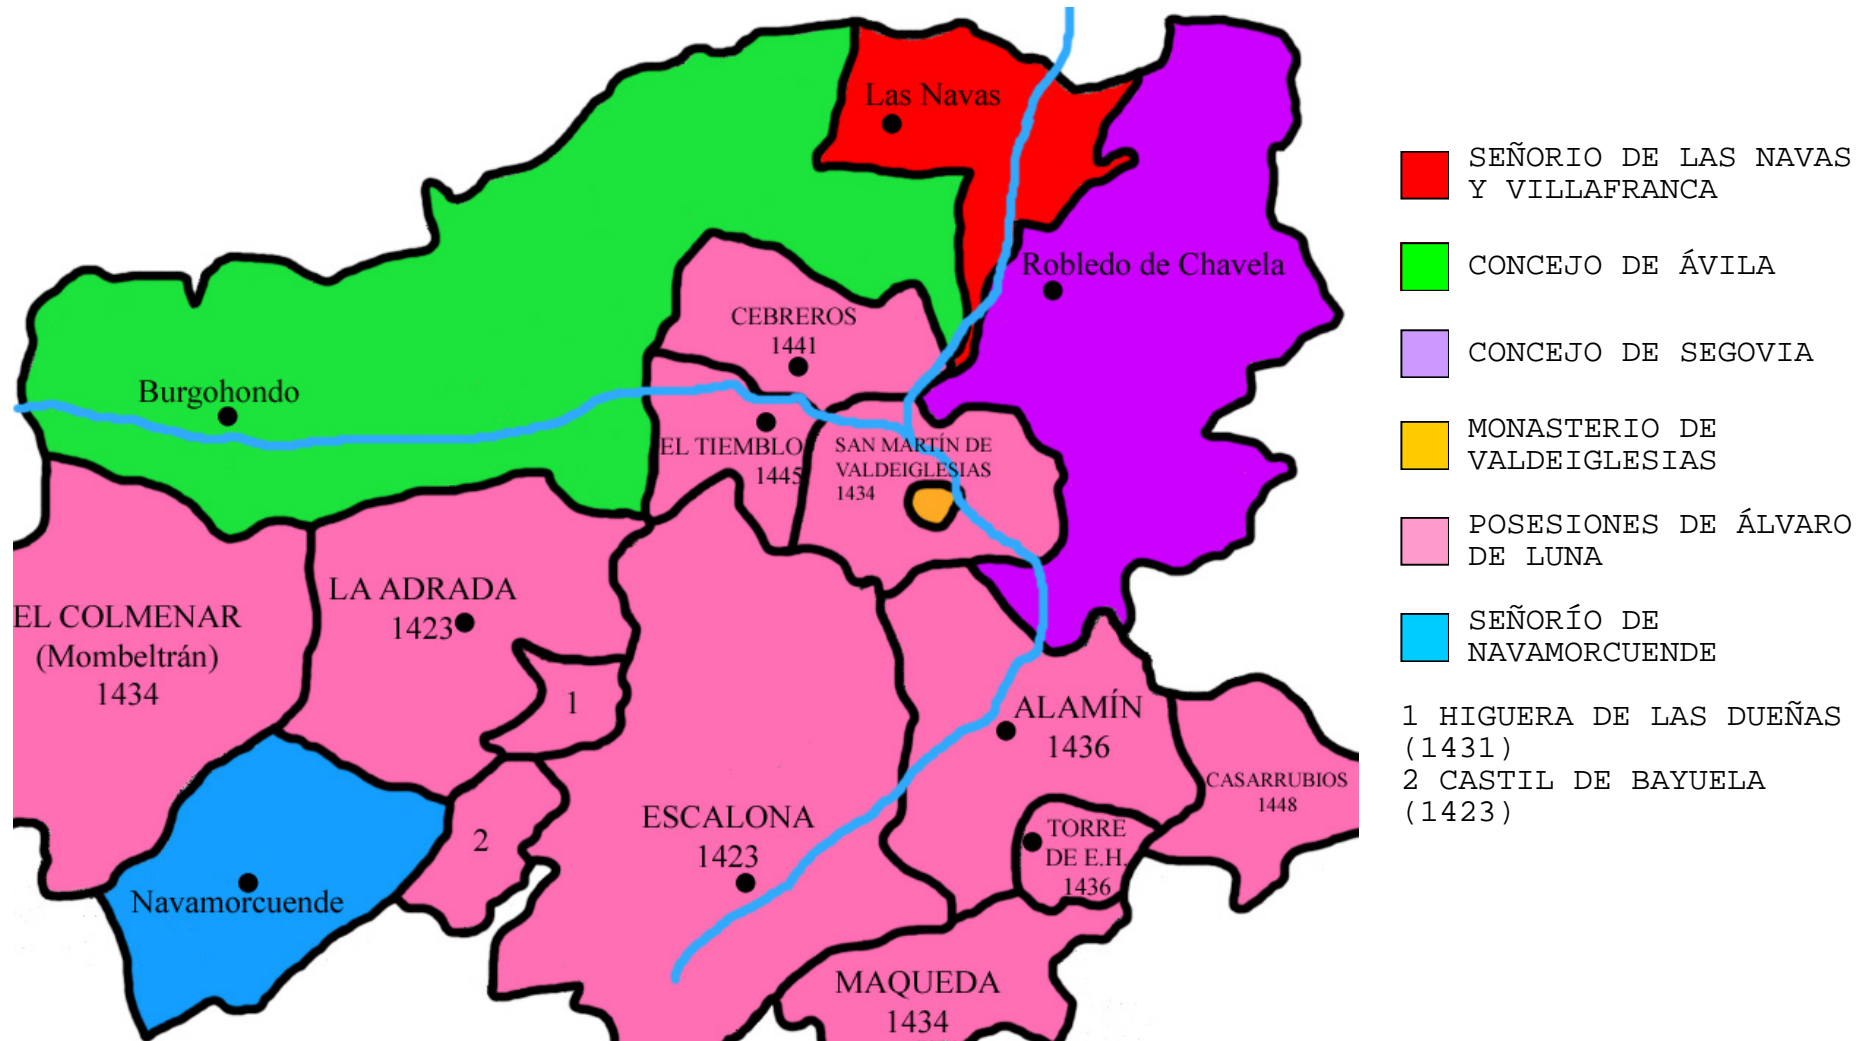 Las Navas
Robledo de Chavela
CEBREROS
1441
Burgohondo
EL TIEMBLO
1445
SAN MARTÍN DE
VALDEIGLESIAS
1434
LA ADRADA
1423
EL COLMENAR
(Mombeltrán)
1434
1
ALAMÍN
1436
CASARRUBIOS
1448
ESCALONA
1423
2
TORRE
DE E.H.
1436
Navamorcuende
MAQUEDA
1434
SEÑORIO DE LAS NAVAS
Y VILLAFRANCA
CONCEJO DE ÁVILA
CONCEJO DE SEGOVIA
MONASTERIO DE
VALDEIGLESIAS
POSESIONES DE ÁLVARO
DE LUNA
SEÑORÍO DE
NAVAMORCUENDE
1 HIGUERA DE LAS DUEÑAS
(1431)
2 CASTIL DE BAYUELA
(1423)